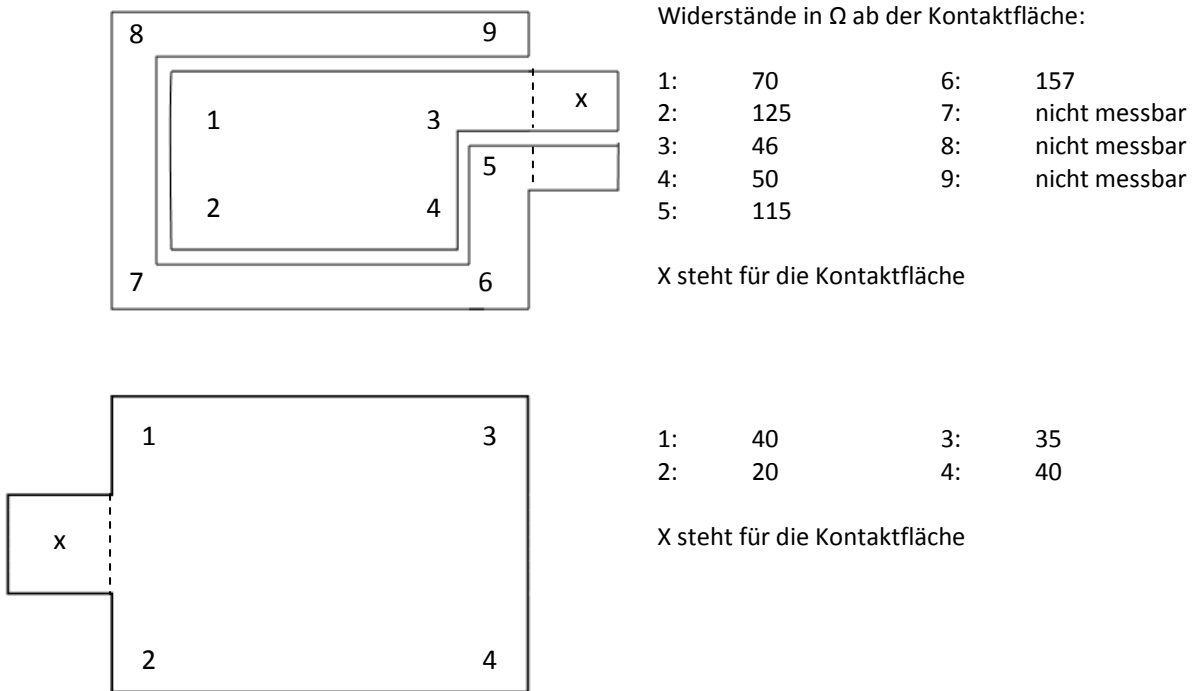 Widerstände in Ω ab der Kontaktfläche:
8 9
1 3 x
5
2 4
7 6
1: 70 6: 157
2: 125 7: nicht messbar
3: 46 8: nicht messbar
4: 50 9: nicht messbar
5: 115
X steht für die Kontaktfläche
1 3
x
2 4
1: 40 3: 35
2: 20 4: 40
X steht für die Kontaktfläche